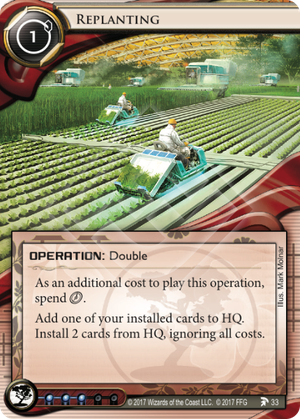 REPLANTING
1
OPERATION: Double
As an additional cost to play this operation,
spend.
Add one of your installed cards to HQ.
Install 2 cards from HQ, ignoring all costs.
Illus. Mark Molnar
© 2017 Wizards of the Coast LLC. © 2017 FFG 33